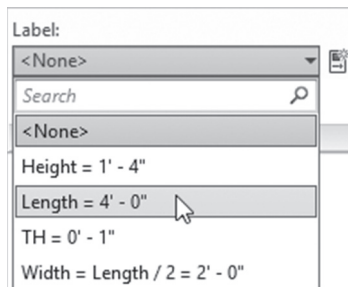 Label:
<None>
Search
<None>
Height = 1' - 4"
Length = 4' - 0"
TH = 0' - 1"
Width = Length / 2 = 2' - 0"